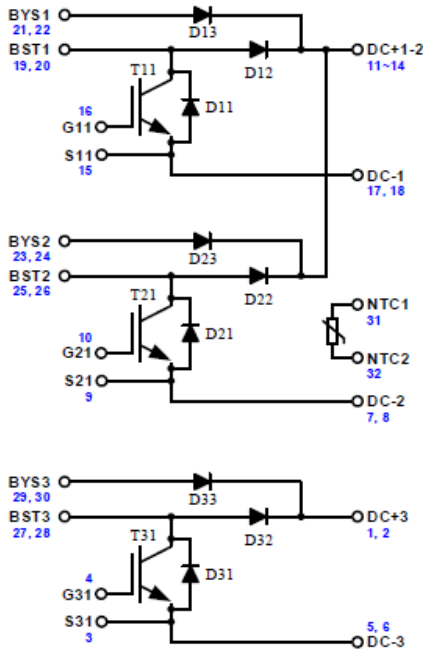 BYS1
21, 22
D13
BST1
19, 20
D12
DC+1-2
11~14
T11
D11
16
G11
S11
15
DC-1
17, 18
BYS2
23, 24
D23
BST2
25, 26
D22
T21
D21
NTC1
31
10
G21
NTC2
32
S21
9
DC-2
7, 8
BYS3
29, 30
D33
BST3
27, 28
D32
DC+3
1, 2
T31
D31
4
G31
S31
3
5, 6
DC-3